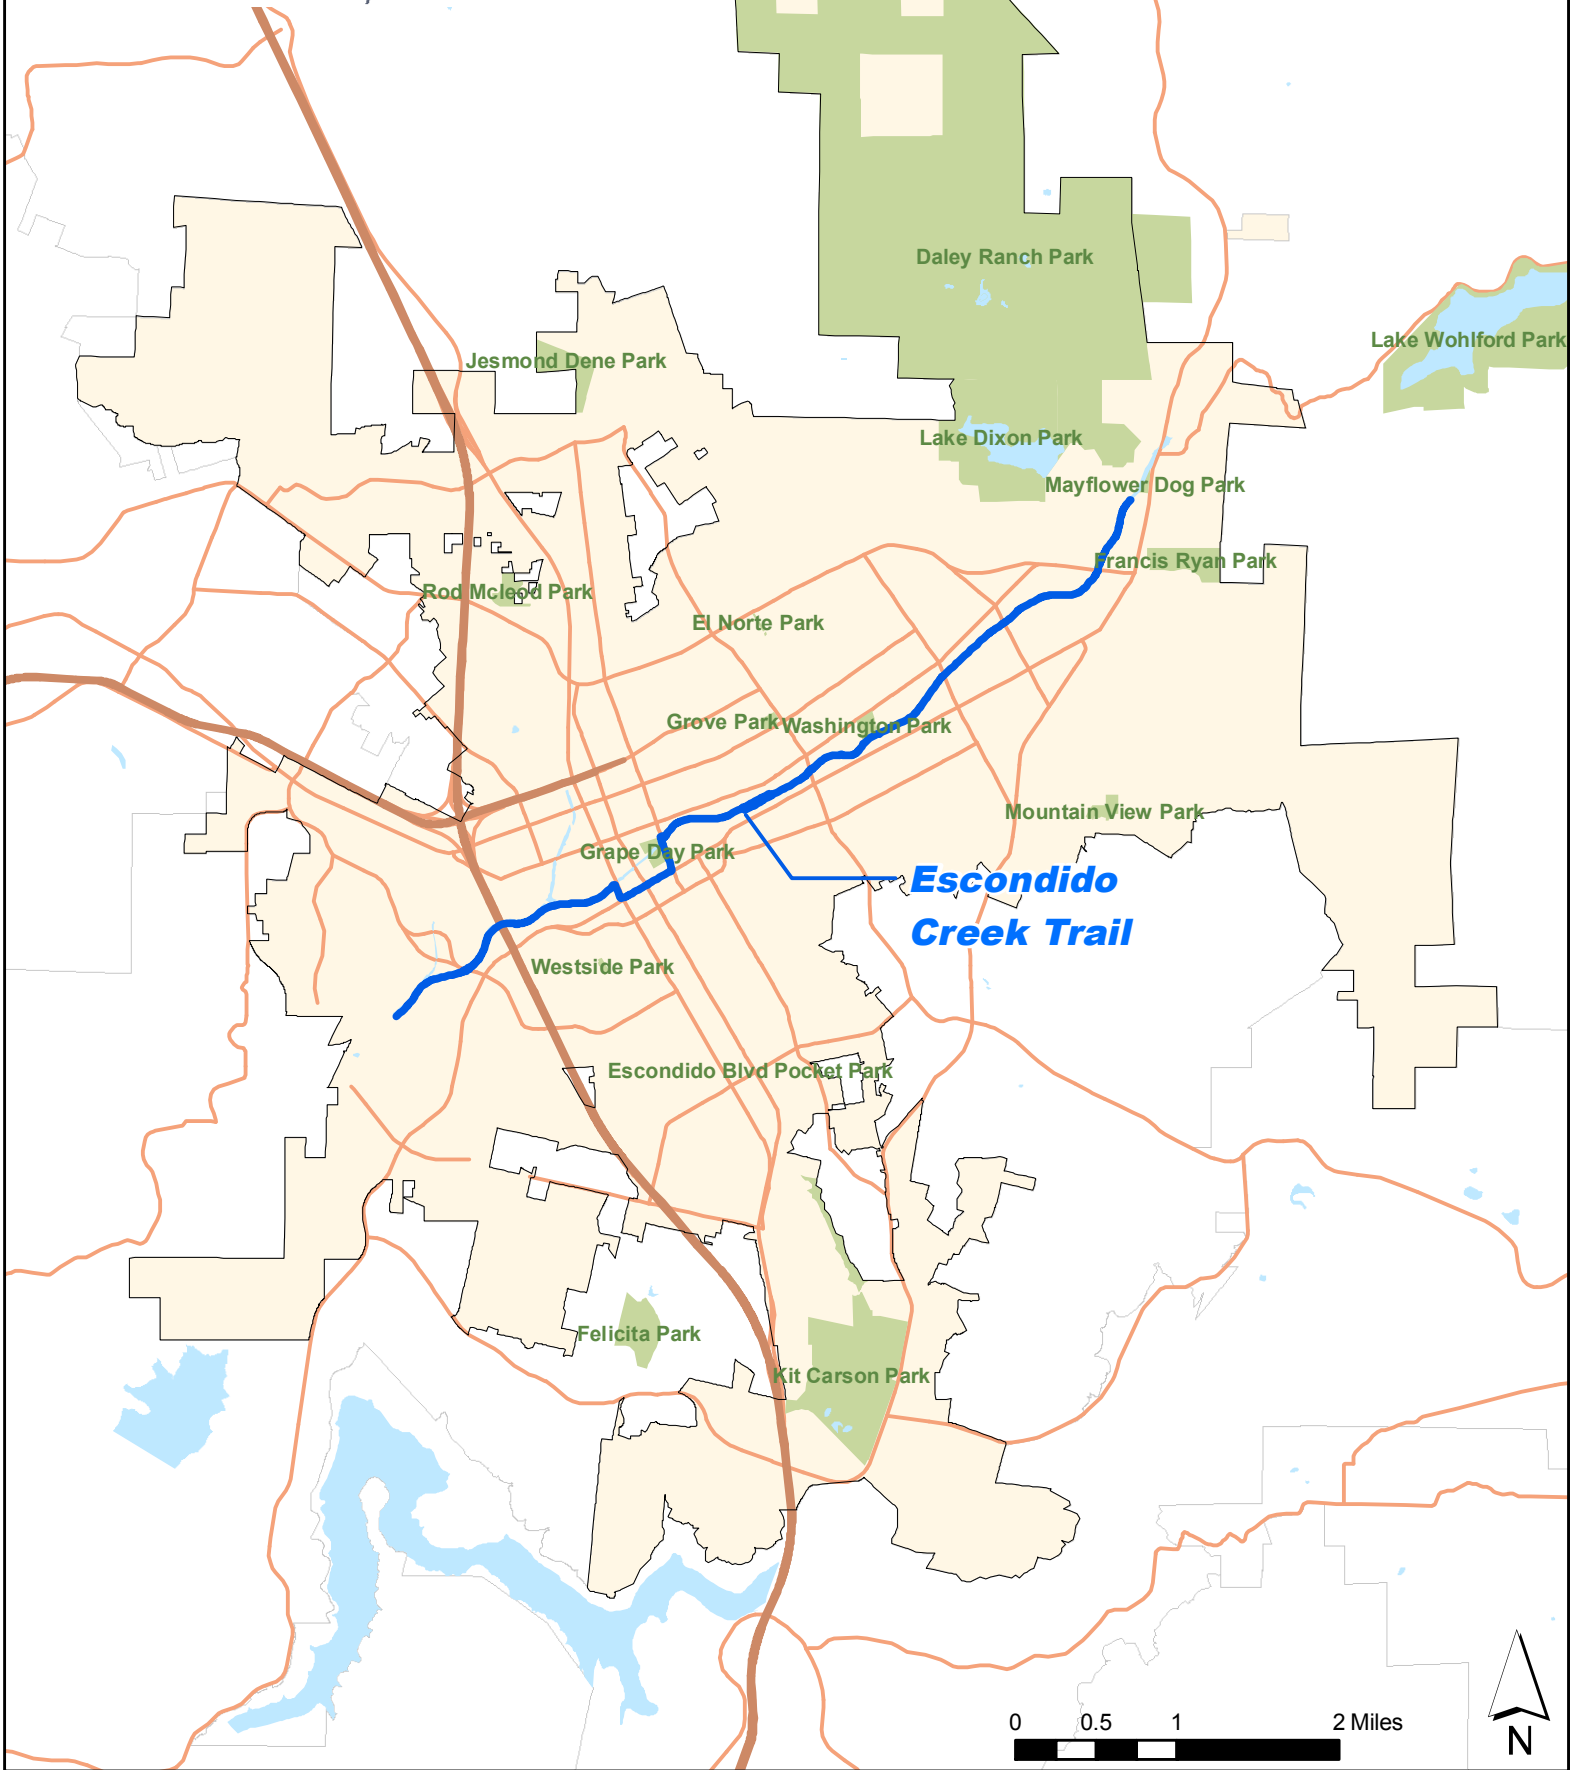 Daley Ranch Park
Lake Wohlford Park
Jesmond Dene Park
Lake Dixon Park
Mayflower Dog Park
Francis Ryan Park
Rod Mcleod Park
El Norte Park
Grove Park
Washington Park
Mountain View Park
Grape Day Park
Escondido
Creek Trail
Westside Park
Escondido Blvd Pocket Park
Felicita Park
Kit Carson Park
0 0.5 1 2 Miles
N